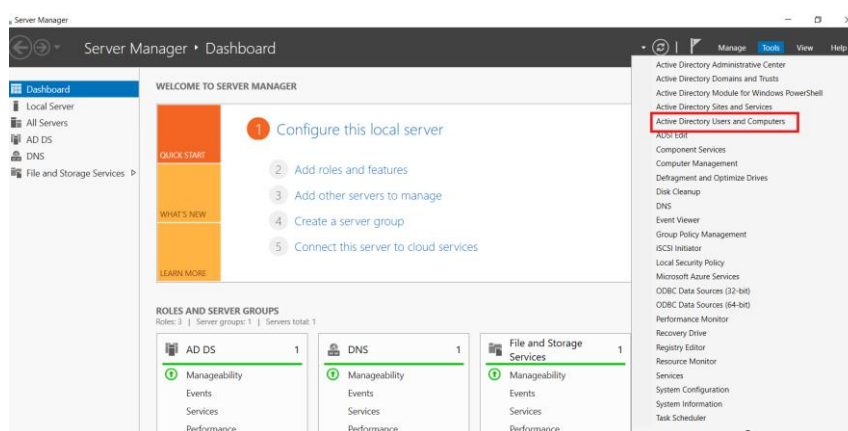 Server Manager
Server Manager • Dashboard
Manage Tools View Help
Dashboard
Local Server
All Servers
AD DS
DNS
File and Storage Services
WELCOME TO SERVER MANAGER
QUICK START
WHAT'S NEW
LEARN MORE
1 Configure this local server
2 Add roles and features
3 Add other servers to manage
4 Create a server group
5 Connect this server to cloud services
ROLES AND SERVER GROUPS
Roles: 3 | Server groups: 1 | Servers total: 1
AD DS 1
Manageability
Events
Services
Performance
DNS 1
Manageability
Events
Services
Performance
File and Storage
Services 1
Manageability
Events
Services
Performance
Active Directory Administrative Center
Active Directory Domains and Trusts
Active Directory Module for Windows PowerShell
Active Directory Sites and Services
Active Directory Users and Computers
ADSI Edit
Component Services
Computer Management
Defragment and Optimize Drives
Disk Cleanup
DNS
Event Viewer
Group Policy Management
iSCSI Initiator
Local Security Policy
Microsoft Azure Services
ODBC Data Sources (32-bit)
ODBC Data Sources (64-bit)
Performance Monitor
Recovery Drive
Registry Editor
Resource Monitor
Services
System Configuration
System Information
Task Scheduler